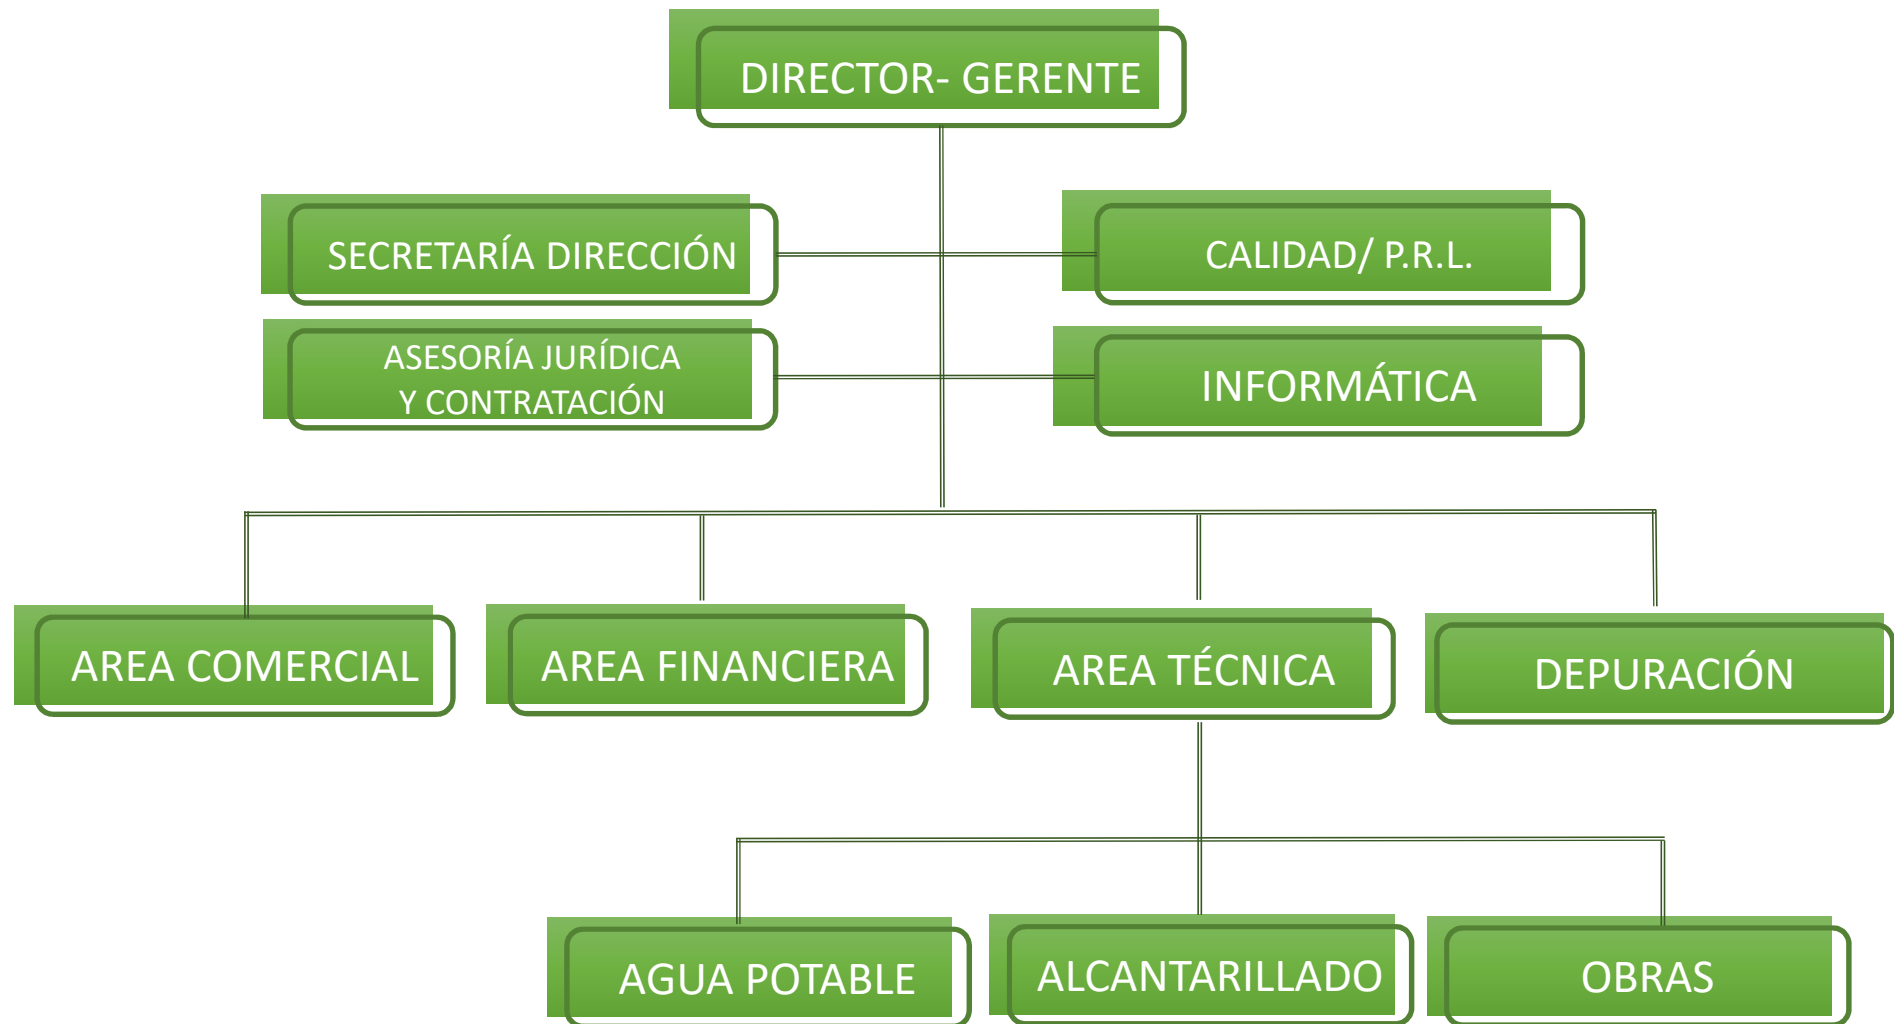 DIRECTOR- GERENTE
SECRETARÍA DIRECCIÓN
CALIDAD/ P.R.L.
ASESORÍA JURÍDICA
Y CONTRATACIÓN
INFORMÁTICA
AREA COMERCIAL
AREA FINANCIERA
AREA TÉCNICA
DEPURACIÓN
AGUA POTABLE
ALCANTARILLADO
OBRAS